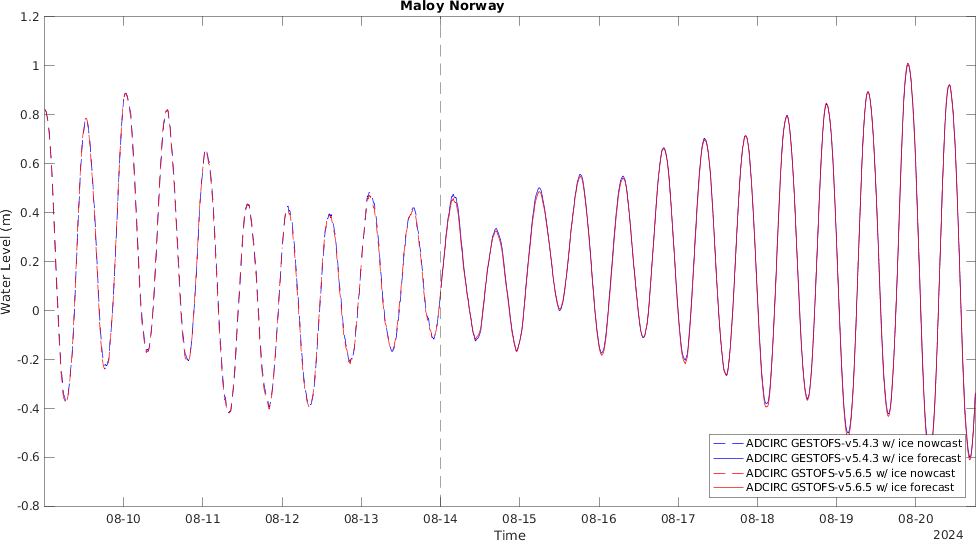 Maloy Norway
1.2
1
0.8
0.6
0.4
0.2
0
-0.2
-0.4
-0.6
-0.8
Water Level (m)
ADCIRC GESTOFS-v5.4.3 w/ ice nowcast
ADCIRC GESTOFS-v5.4.3 w/ ice forecast
ADCIRC GSTOFS-v5.6.5 w/ ice nowcast
ADCIRC GSTOFS-v5.6.5 w/ ice forecast
08-10 08-11 08-12 08-13 08-14 08-15 08-16 08-17 08-18 08-19 08-20
Time
2024